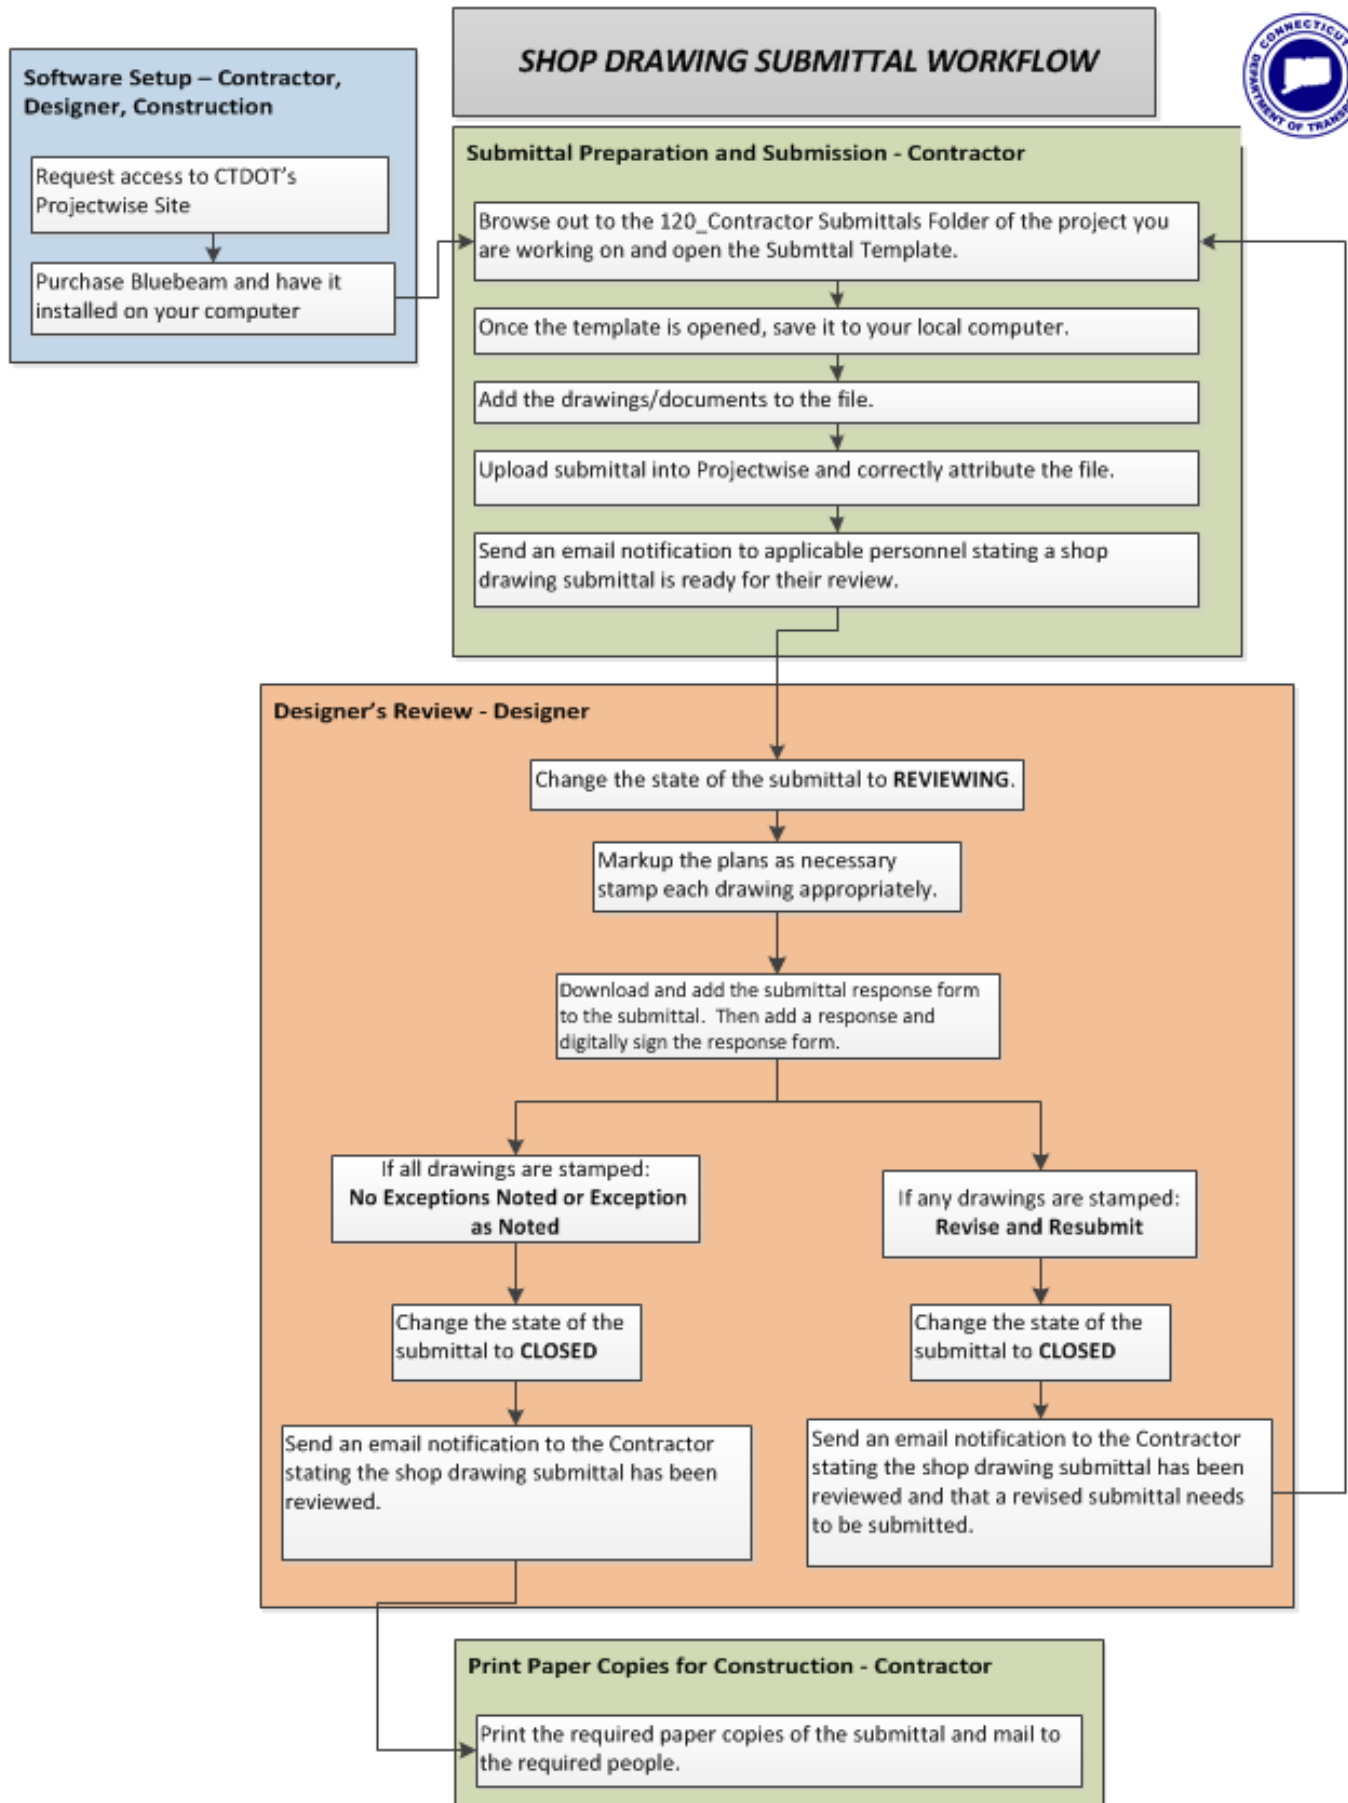 SHOP DRAWING SUBMITTAL WORKFLOW
CONNECTICUT
DEPARTMENT OF
Software Setup – Contractor,
Designer, Construction
Request access to CTDOT's
Projectwise Site
Purchase Bluebeam and have it
installed on your computer
Submittal Preparation and Submission - Contractor
Browse out to the 120_Contractor Submittals Folder of the project you
are working on and open the Submttal Template.
Once the template is opened, save it to your local computer.
Add the drawings/documents to the file.
Upload submittal into Projectwise and correctly attribute the file.
Send an email notification to applicable personnel stating a shop
drawing submittal is ready for their review.
Designer's Review - Designer
Change the state of the submittal to REVIEWING.
Markup the plans as necessary
stamp each drawing appropriately.
Download and add the submittal response form
to the submittal.  Then add a response and
digitally sign the response form.
If all drawings are stamped:
No Exceptions Noted or Exception
as Noted
Change the state of the
submittal to CLOSED
Send an email notification to the Contractor
stating the shop drawing submittal has been
reviewed.
If any drawings are stamped:
Revise and Resubmit
Change the state of the
submittal to CLOSED
Send an email notification to the Contractor
stating the shop drawing submittal has been
reviewed and that a revised submittal needs
to be submitted.
Print Paper Copies for Construction - Contractor
Print the required paper copies of the submittal and mail to
the required people.